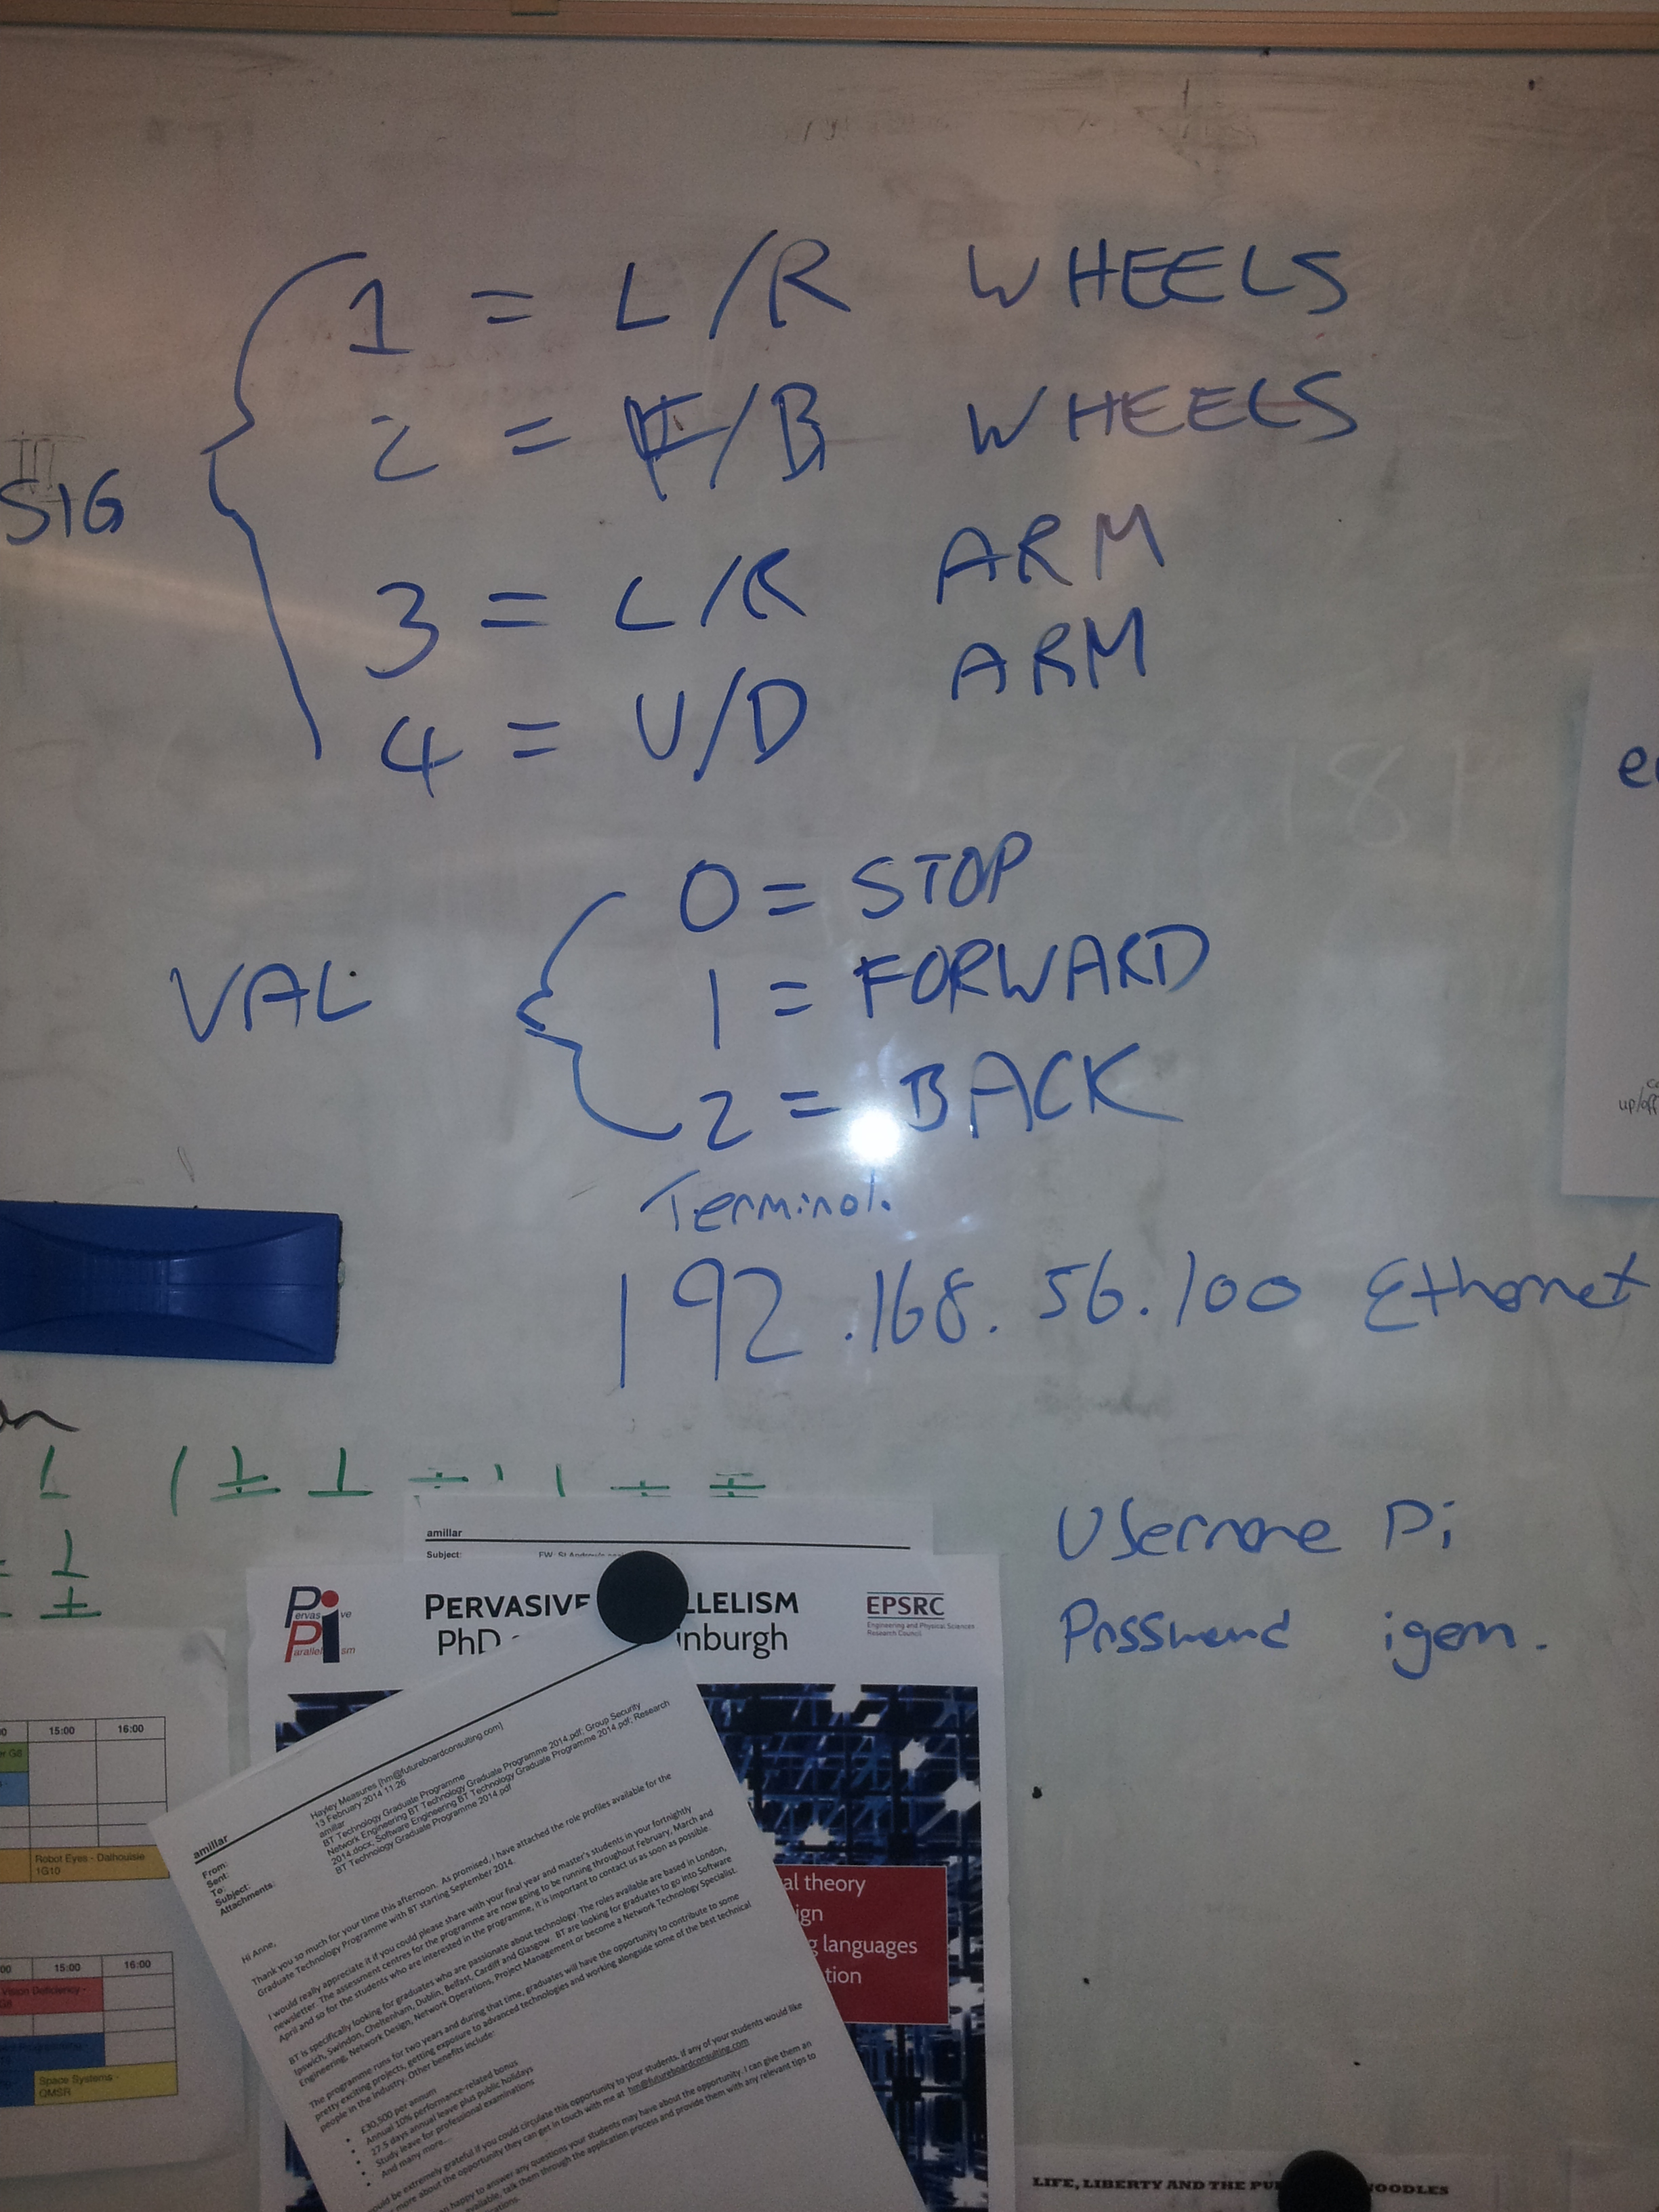 1 = L/R WHEELS
2 = F/B WHEELS
SIG
3 = L/R ARM
4 = U/D ARM
0 = STOP
VAL
1 = FORWARD
2 = BACK
Terminal.
192.168.56.100 Ethernet
Username Pi
Password igem.
amillar
Subject:
Pervasive
Parallelism
PERVASIVE LLELISM
PhD inburgh
EPSRC
Engineering and Physical Sciences
Research Council
al theory
ign
g languages
tion
15:00 16:00
Robot Eyes - Dalhousie
1G10
15:00 16:00
Vision Deficiency -
Space Systems -
QMSR
amillar
From: Hayley Measures [hm@futureboardconsulting.com]
Sent: 13 February 2014 11:26
To: amillar
Subject: BT Technology Graduate Programme
Attachments: Network Engineering BT Technology Graduate Programme 2014.pdf; Group Security
2014.docx; Software Engineering BT Technology Graduate Programme 2014.pdf; Research
BT Technology Graduate Programme 2014.pdf
Hi Anne,
Thank you so much for your time this afternoon. As promised, I have attached the role profiles available for the
Graduate Technology Programme with BT starting September 2014.
I would really appreciate it if you could please share with your final year and master's students in your fortnightly
newsletter. The assessment centres for the programme are now going to be running throughout February, March and
April and so for the students who are interested in the programme, it is important to contact us as soon as possible.
BT is specifically looking for graduates who are passionate about technology. The roles available are based in London,
Ipswich, Swindon, Cheltenham, Dublin, Belfast, Cardiff and Glasgow. BT are looking for graduates to go into Software
Engineering, Network Design, Network Operations, Project Management or become a Network Technology Specialist.
The programme runs for two years and during that time, graduates will have the opportunity to contribute to some
pretty exciting projects, getting exposure to advanced technologies and working alongside some of the best technical
people in the industry. Other benefits include:
• £30,500 per annum
• Annual 10% performance-related bonus
• 27.5 days annual leave plus public holidays
• Study leave for professional examinations
• And many more...
be extremely grateful if you could circulate this opportunity to your students. If any of your students would like
more about the opportunity they can get in touch with me at hm@futureboardconsulting.com
happy to answer any questions your students may have about the opportunity. I can give them an
available, talk them through the application process and provide them with any relevant tips to
up/off
LIFE, LIBERTY AND THE PU NOODLES